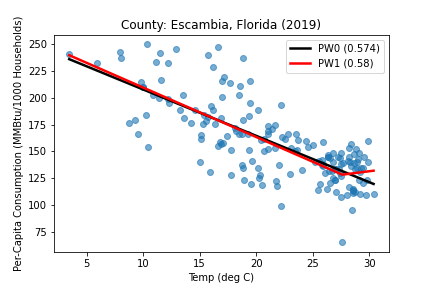 County: Escambia, Florida (2019)
PW0 (0.574)
PW1 (0.58)
Per-Capita Consumption (MMBtu/1000 Households)
250
225
200
175
150
125
100
75
5 10 15 20 25 30
Temp (deg C)